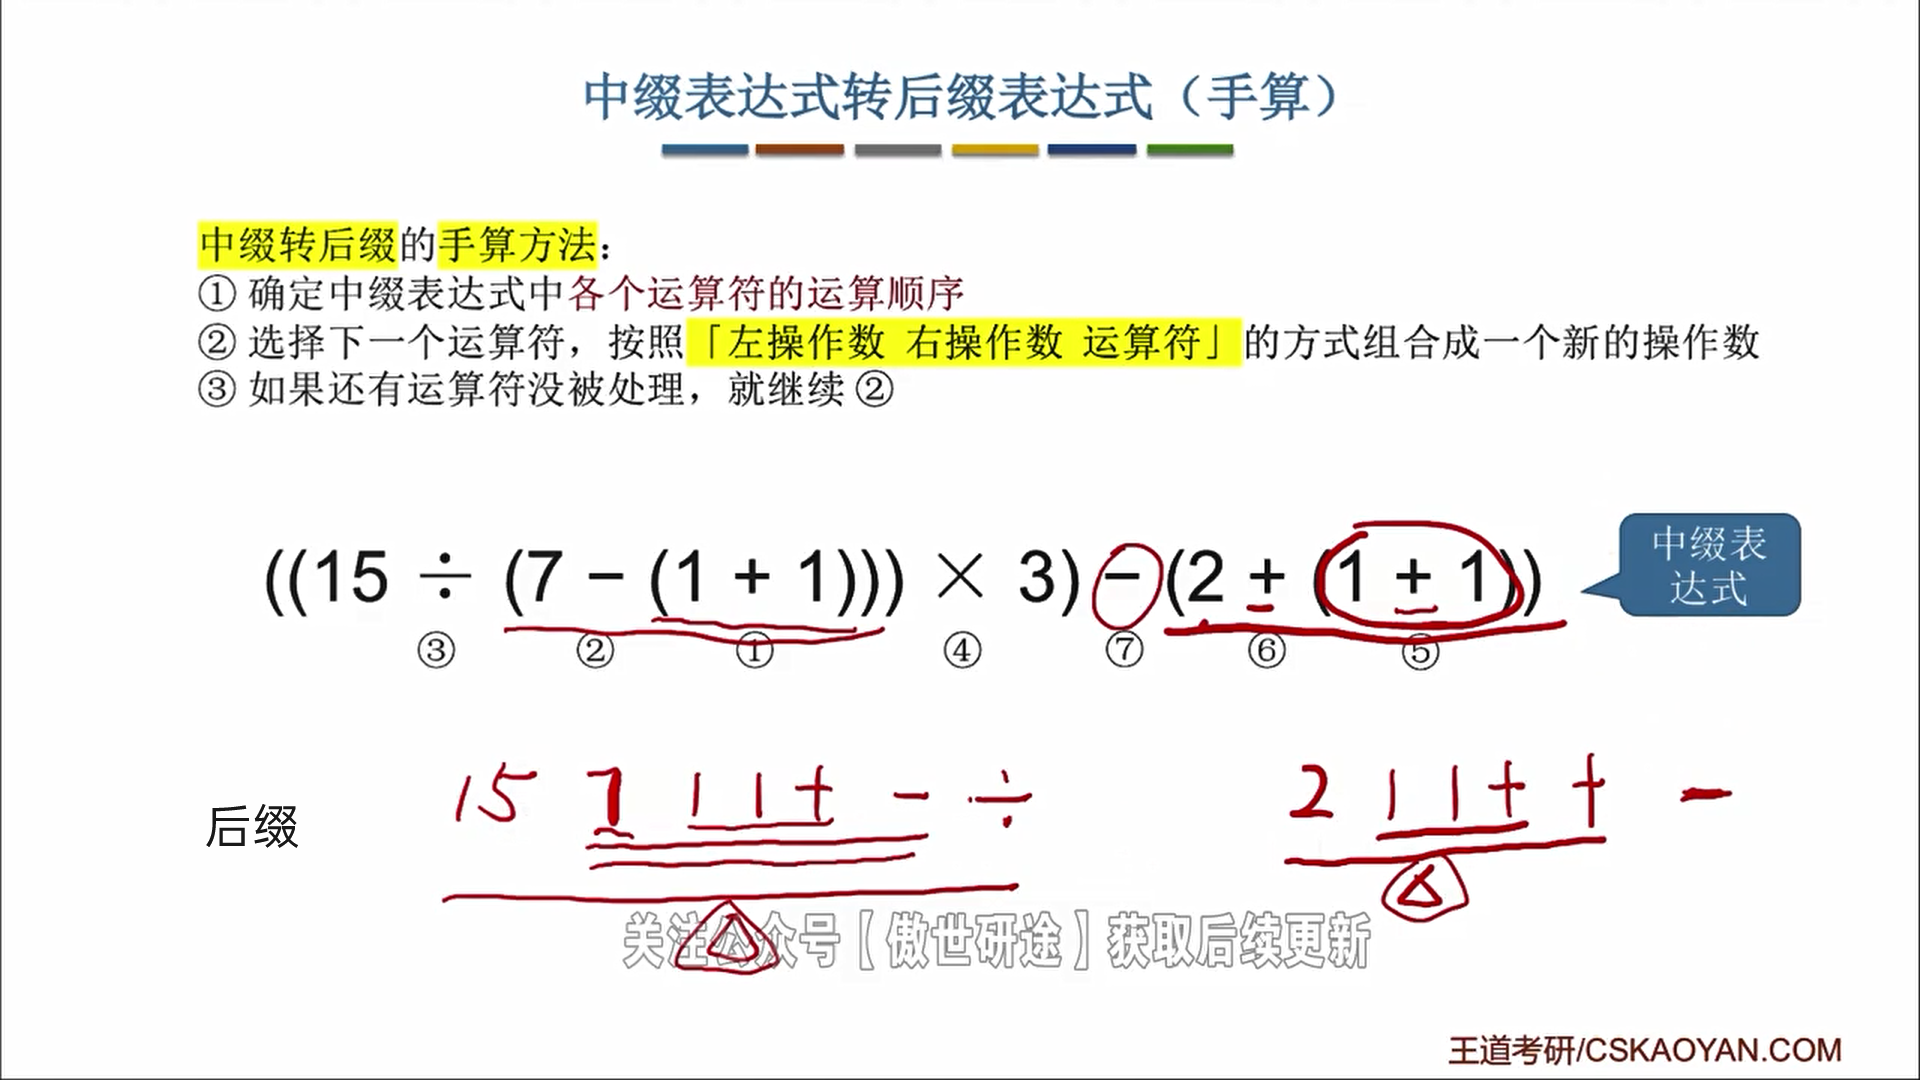 中缀表达式转后缀表达式（手算）
中缀转后缀的手算方法：
① 确定中缀表达式中各个运算符的运算顺序
② 选择下一个运算符，按照「左操作数 右操作数 运算符」的方式组合成一个新的操作数
③ 如果还有运算符没被处理，就继续 ②
((15 ÷ (7 − (1 + 1))) × 3) − (2 + (1 + 1))
中缀表
达式
③ ② ① ④ ⑦ ⑥ ⑤
后缀 15 7 1 1 + - ÷ 2 1 1 + + -
关注公众号【傲世研途】获取后续更新
王道考研/CSKAOYAN.COM